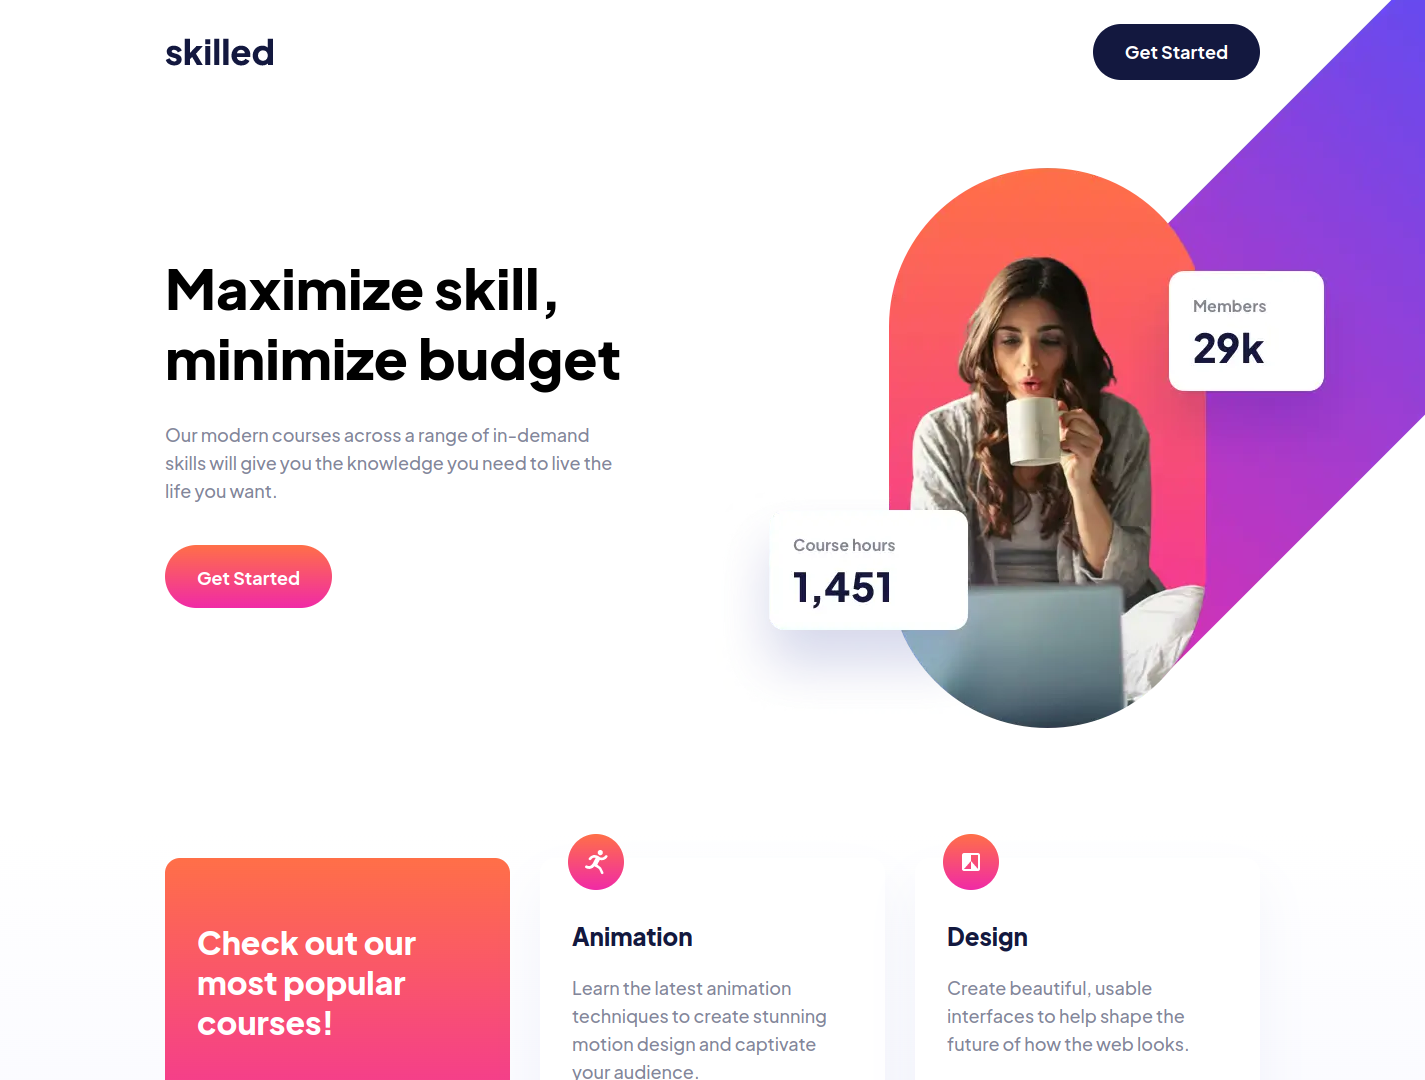 skilled
Get Started
Maximize skill,
minimize budget
Our modern courses across a range of in-demand
skills will give you the knowledge you need to live the
life you want.
Get Started
Members
29k
Course hours
1,451
Check out our
most popular
courses!
Animation
Learn the latest animation
techniques to create stunning
motion design and captivate
your audience.
Design
Create beautiful, usable
interfaces to help shape the
future of how the web looks.